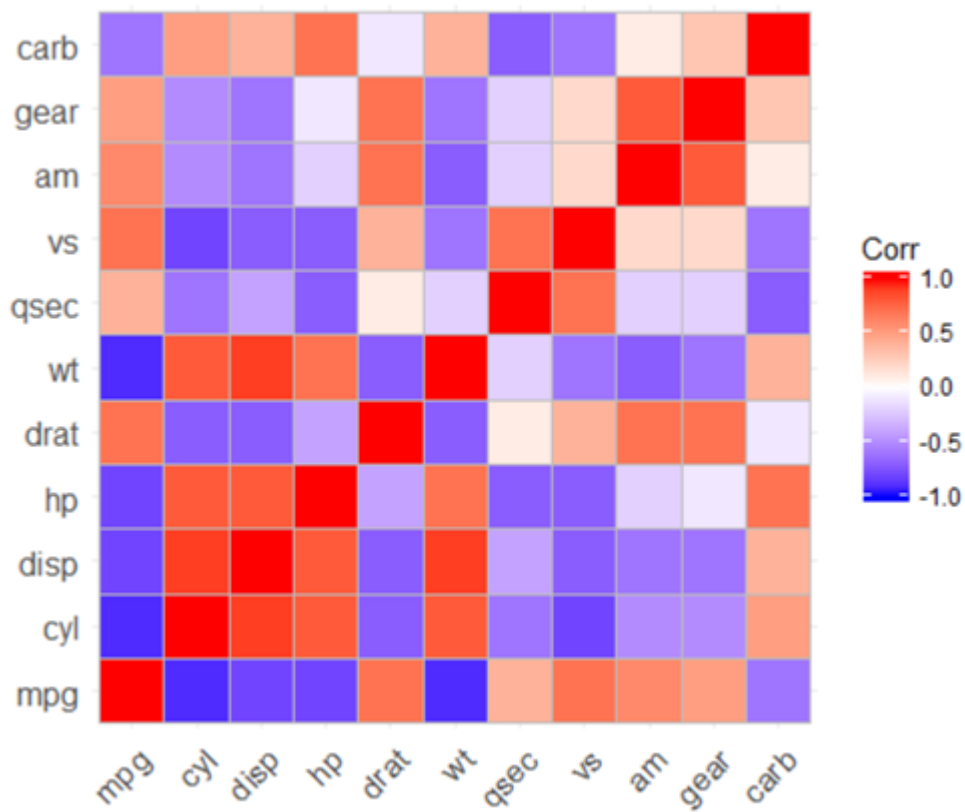 carb
gear
am
vs
qsec
wt
drat
hp
disp
cyl
mpg
mpg cyl disp hp drat wt qsec vs am gear carb
Corr
1.0
0.5
0.0
-0.5
-1.0